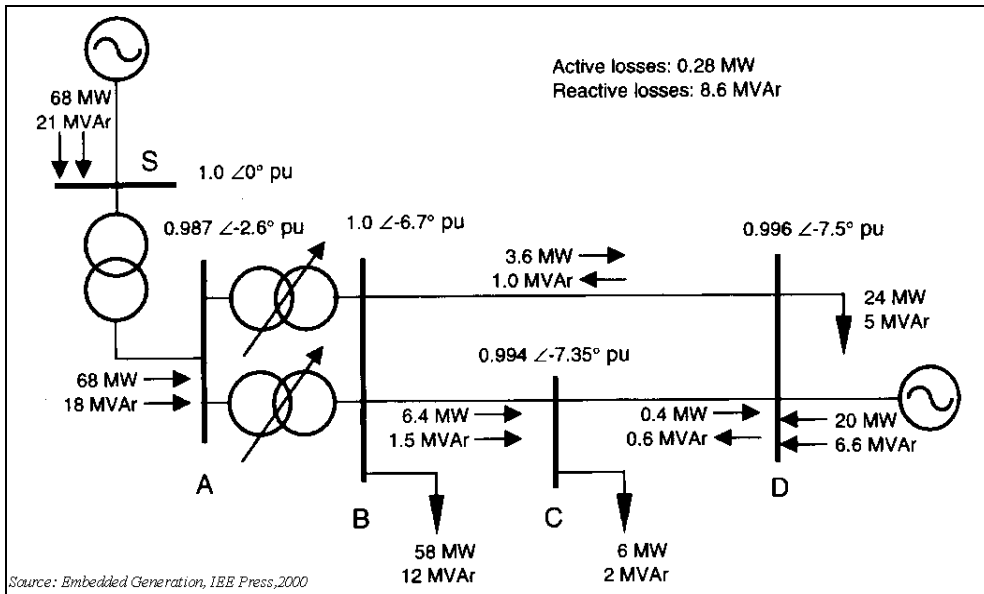 Active losses: 0.28 MW
Reactive losses: 8.6 MVAr
68 MW
21 MVAr
S
1.0 ∠0° pu
0.987 ∠-2.6° pu
1.0 ∠-6.7° pu
0.996 ∠-7.5° pu
3.6 MW
1.0 MVAr
24 MW
5 MVAr
0.994 ∠-7.35° pu
68 MW
18 MVAr
6.4 MW
1.5 MVAr
0.4 MW
0.6 MVAr
20 MW
6.6 MVAr
A
B
C
D
58 MW
12 MVAr
6 MW
2 MVAr
Source: Embedded Generation, IEE Press,2000